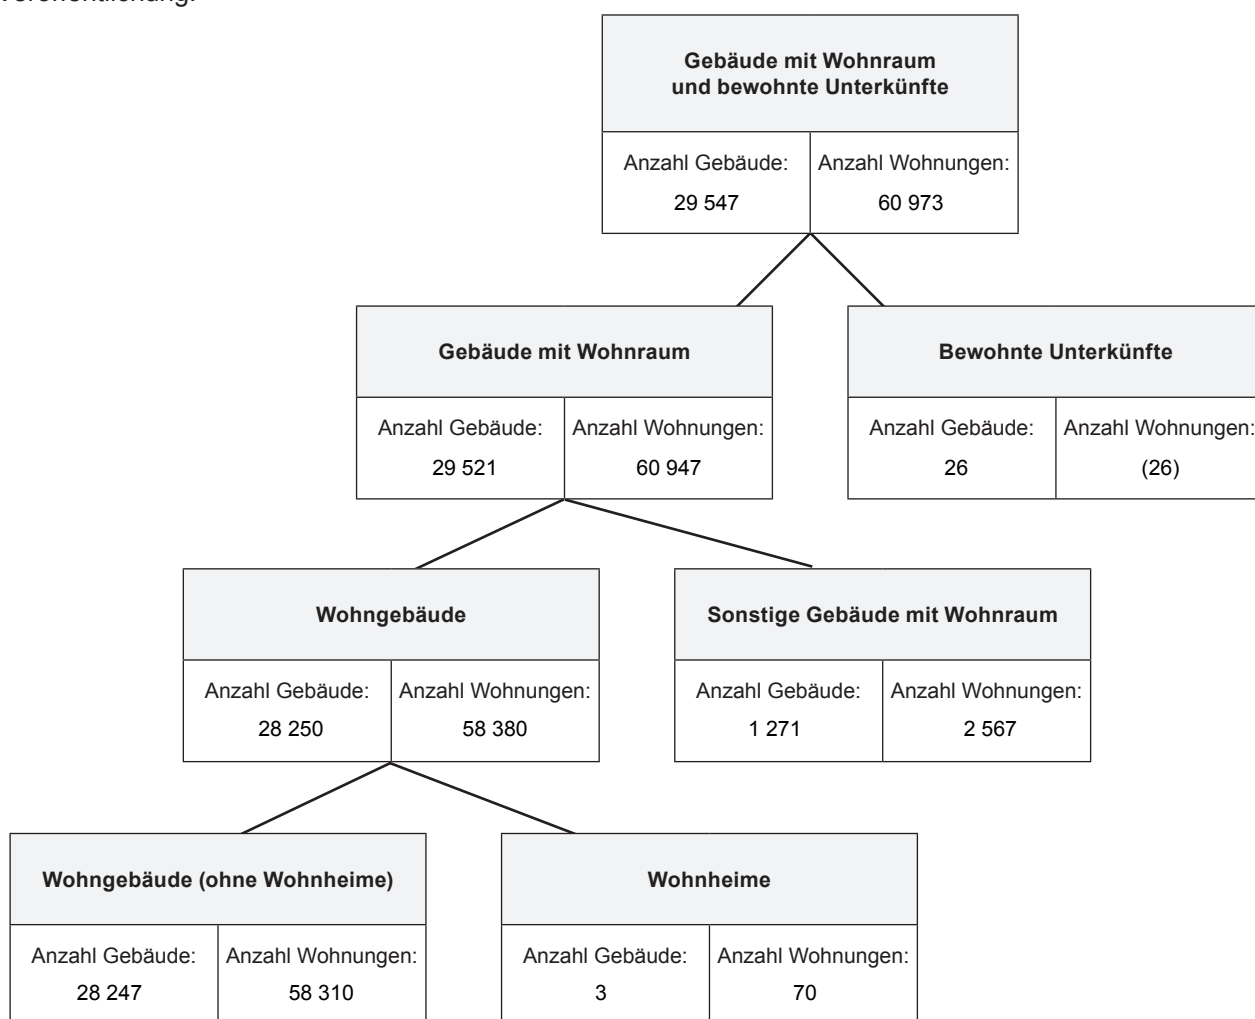 Veröffentlichung.
Gebäude mit Wohnraum
und bewohnte Unterkünfte
Anzahl Gebäude:
29 547
Anzahl Wohnungen:
60 973
Gebäude mit Wohnraum
Anzahl Gebäude:
29 521
Anzahl Wohnungen:
60 947
Bewohnte Unterkünfte
Anzahl Gebäude:
26
Anzahl Wohnungen:
(26)
Wohngebäude
Anzahl Gebäude:
28 250
Anzahl Wohnungen:
58 380
Sonstige Gebäude mit Wohnraum
Anzahl Gebäude:
1 271
Anzahl Wohnungen:
2 567
Wohngebäude (ohne Wohnheime)
Anzahl Gebäude:
28 247
Anzahl Wohnungen:
58 310
Wohnheime
Anzahl Gebäude:
3
Anzahl Wohnungen:
70